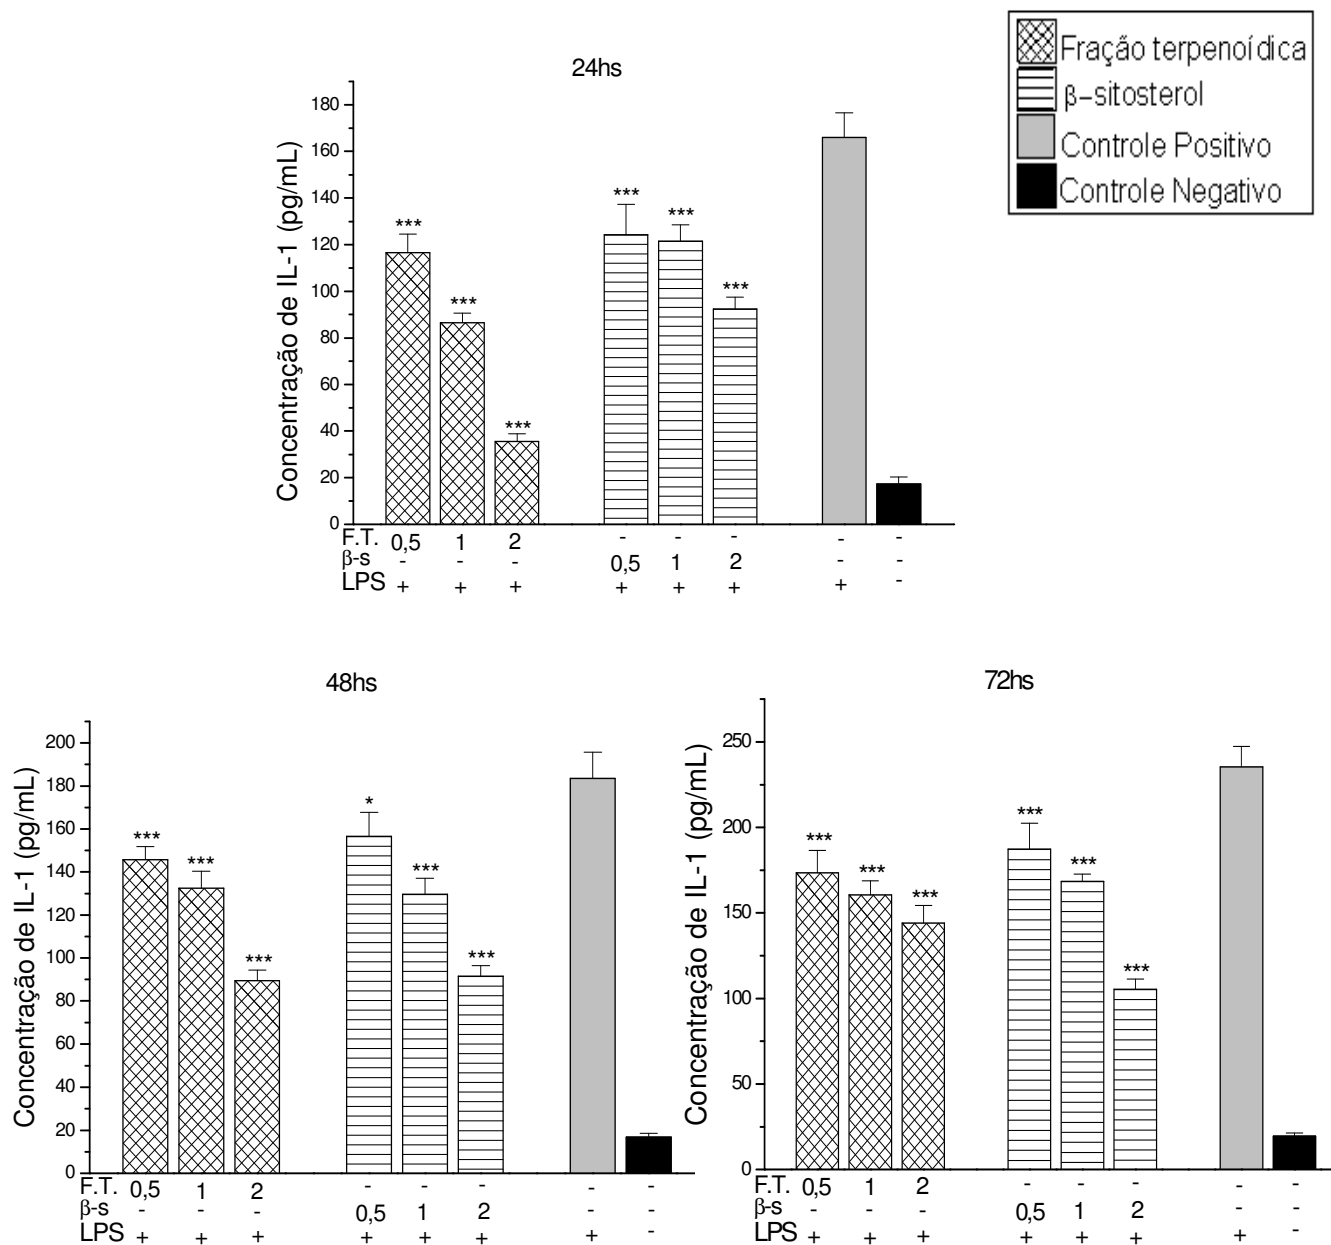 24hs
Fração terpenoídica
β-sitosterol
Controle Positivo
Controle Negativo
Concentração de IL-1 (pg/mL)
180
160
140
120
100
80
60
40
20
0
*** *** *** *** *** ***
F.T. 0,5 1 2 - - - - -
β-s - - - 0,5 1 2 - -
LPS + + + + + + + -
48hs
Concentração de IL-1 (pg/mL)
200
180
160
140
120
100
80
60
40
20
0
*** *** *** * *** ***
F.T. 0,5 1 2 - - - - -
β-s - - - 0,5 1 2 - -
LPS + + + + + + + -
72hs
Concentração de IL-1 (pg/mL)
250
200
150
100
50
0
*** *** *** *** *** ***
F.T. 0,5 1 2 - - - - -
β-s - - - 0,5 1 2 - -
LPS + + + + + + + -